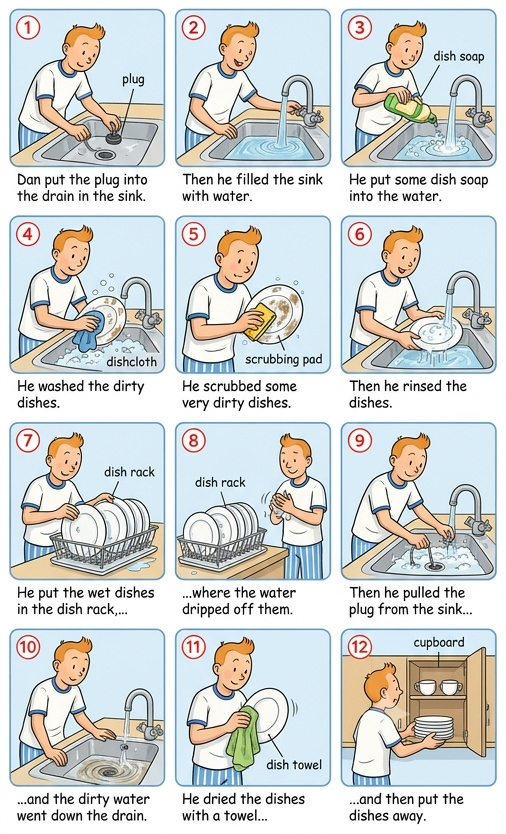 1
plug
Dan put the plug into
the drain in the sink.
2
Then he filled the sink
with water.
3
dish soap
He put some dish soap
into the water.
4
dishcloth
He washed the dirty
dishes.
5
scrubbing pad
He scrubbed some
very dirty dishes.
6
Then he rinsed the
dishes.
7
dish rack
He put the wet dishes
in the dish rack,...
8
dish rack
...where the water
dripped off them.
9
Then he pulled the
plug from the sink...
10
...and the dirty water
went down the drain.
11
dish towel
He dried the dishes
with a towel...
12
cupboard
...and then put the
dishes away.